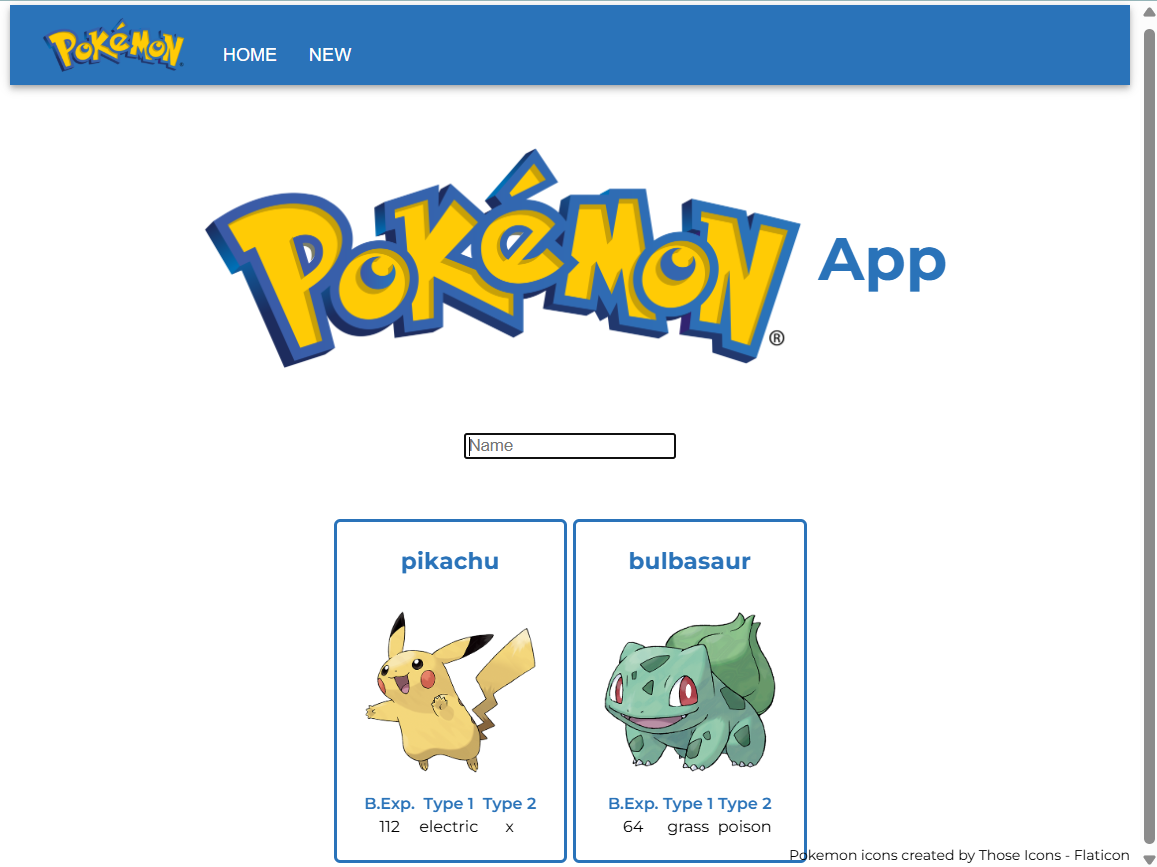 POKéMON
HOME NEW
POKéMON® App
Name
pikachu
bulbasaur
B.Exp. Type 1 Type 2
112 electric x
B.Exp. Type 1 Type 2
64 grass poison
Pokemon icons created by Those Icons - Flaticon